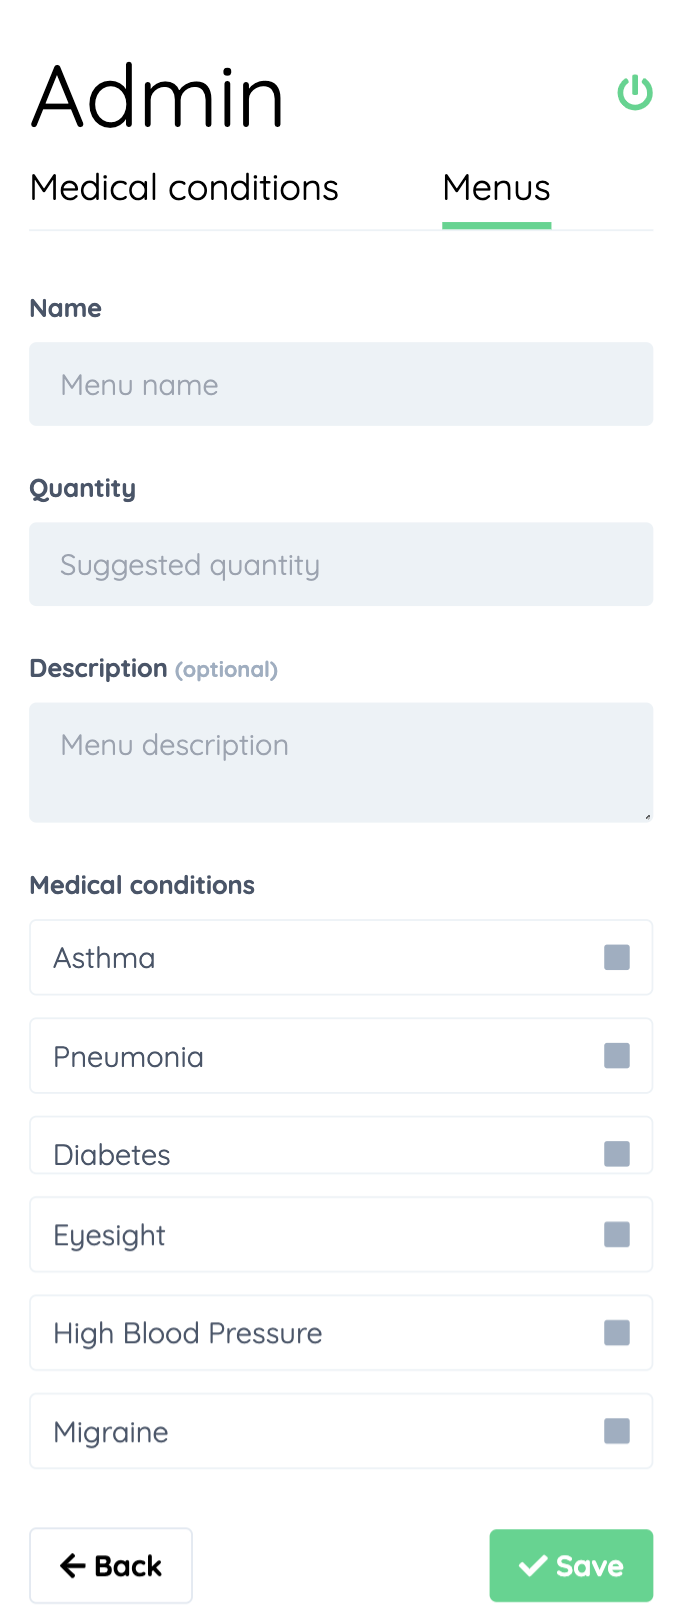 Admin
Medical conditions Menus
Name
Menu name
Quantity
Suggested quantity
Description (optional)
Menu description
Medical conditions
Asthma
Pneumonia
Diabetes
Eyesight
High Blood Pressure
Migraine
Back Save